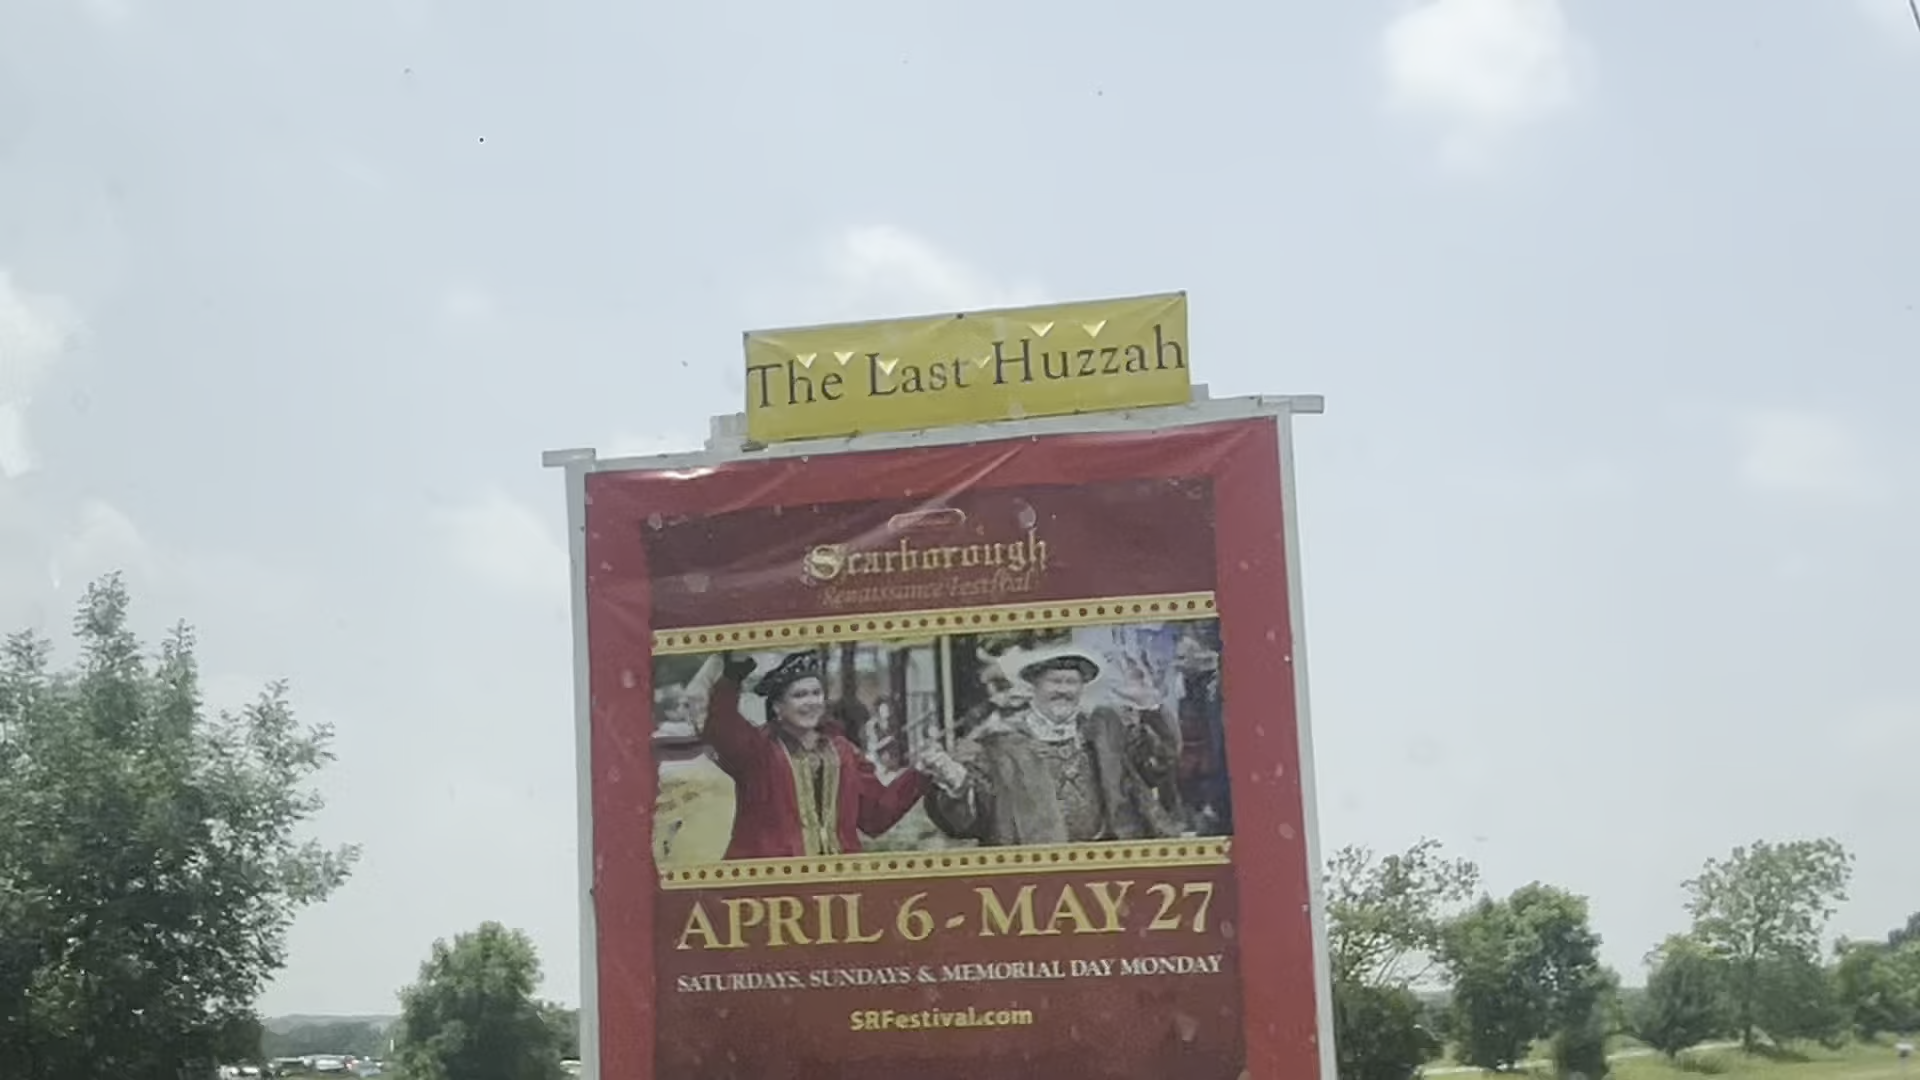 The Last Huzzah
Scarborough
Renaissance Festival
APRIL 6 - MAY 27
SATURDAYS, SUNDAYS & MEMORIAL DAY MONDAY
SRFestival.com